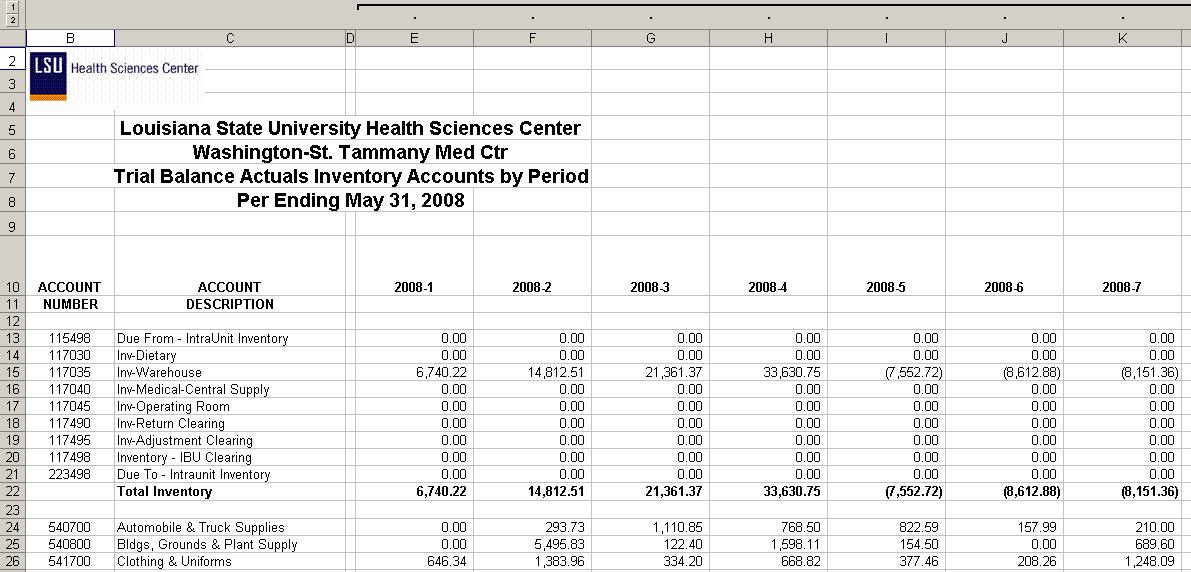 1
2
B C D E F G H I J K
2 LSU Health Sciences Center
3
4
5 Louisiana State University Health Sciences Center
6 Washington-St. Tammany Med Ctr
7 Trial Balance Actuals Inventory Accounts by Period
8 Per Ending May 31, 2008
9
10 ACCOUNT ACCOUNT 2008-1 2008-2 2008-3 2008-4 2008-5 2008-6 2008-7
11 NUMBER DESCRIPTION
12
13 115498 Due From - IntraUnit Inventory 0.00 0.00 0.00 0.00 0.00 0.00 0.00
14 117030 Inv-Dietary 0.00 0.00 0.00 0.00 0.00 0.00 0.00
15 117035 Inv-Warehouse 6,740.22 14,812.51 21,361.37 33,630.75 (7,552.72) (8,612.88) (8,151.36)
16 117040 Inv-Medical-Central Supply 0.00 0.00 0.00 0.00 0.00 0.00 0.00
17 117045 Inv-Operating Room 0.00 0.00 0.00 0.00 0.00 0.00 0.00
18 117490 Inv-Return Clearing 0.00 0.00 0.00 0.00 0.00 0.00 0.00
19 117495 Inv-Adjustment Clearing 0.00 0.00 0.00 0.00 0.00 0.00 0.00
20 117498 Inventory - IBU Clearing 0.00 0.00 0.00 0.00 0.00 0.00 0.00
21 223498 Due To - Intraunit Inventory 0.00 0.00 0.00 0.00 0.00 0.00 0.00
22 Total Inventory 6,740.22 14,812.51 21,361.37 33,630.75 (7,552.72) (8,612.88) (8,151.36)
23
24 540700 Automobile & Truck Supplies 0.00 293.73 1,110.85 768.50 822.59 157.99 210.00
25 540800 Bldgs, Grounds & Plant Supply 0.00 5,495.83 122.40 1,598.11 154.50 0.00 689.60
26 541700 Clothing & Uniforms 646.34 1,383.96 334.20 668.82 377.46 208.26 1,248.09